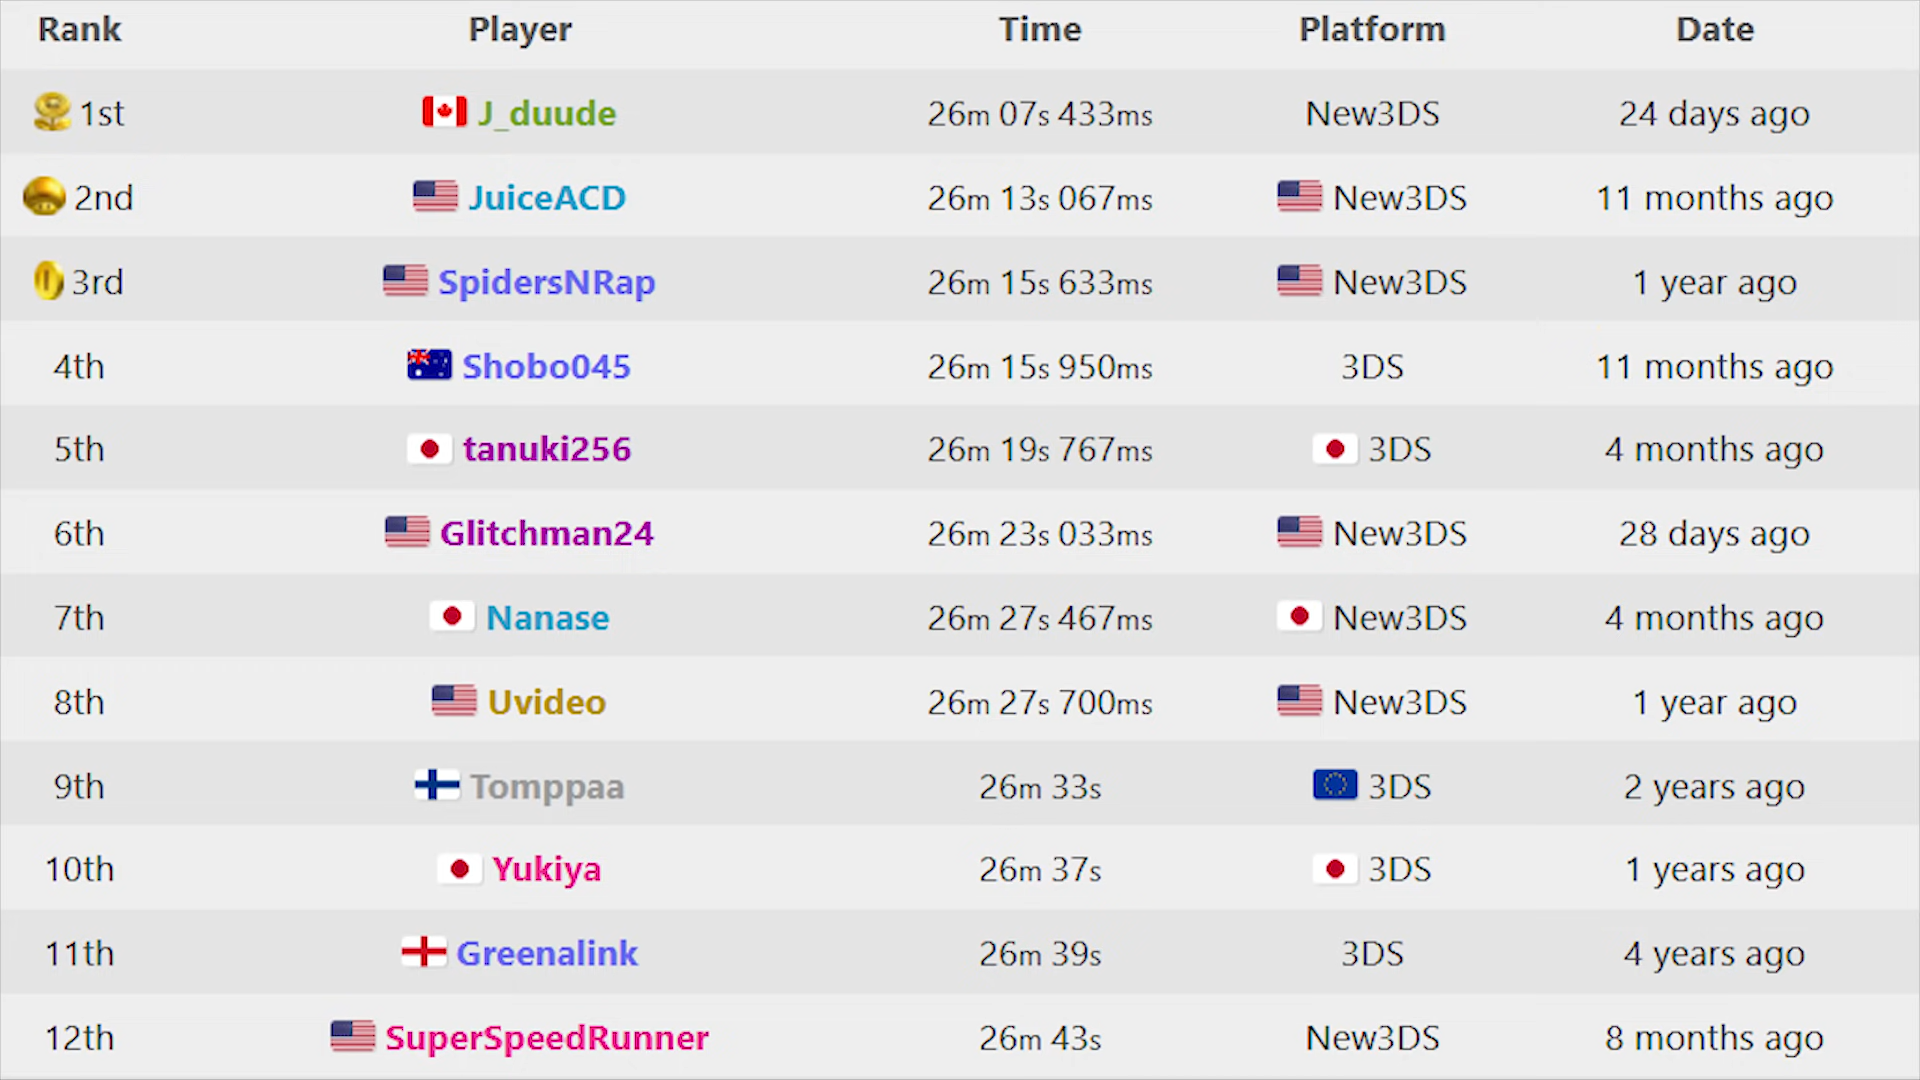 Rank Player Time Platform Date
1st J_duude 26m 07s 433ms New3DS 24 days ago
2nd JuiceACD 26m 13s 067ms New3DS 11 months ago
3rd SpidersNRap 26m 15s 633ms New3DS 1 year ago
4th Shobo045 26m 15s 950ms 3DS 11 months ago
5th tanuki256 26m 19s 767ms 3DS 4 months ago
6th Glitchman24 26m 23s 033ms New3DS 28 days ago
7th Nanase 26m 27s 467ms New3DS 4 months ago
8th Uvideo 26m 27s 700ms New3DS 1 year ago
9th Tomppaa 26m 33s 3DS 2 years ago
10th Yukiya 26m 37s 3DS 1 years ago
11th Greenalink 26m 39s 3DS 4 years ago
12th SuperSpeedRunner 26m 43s New3DS 8 months ago